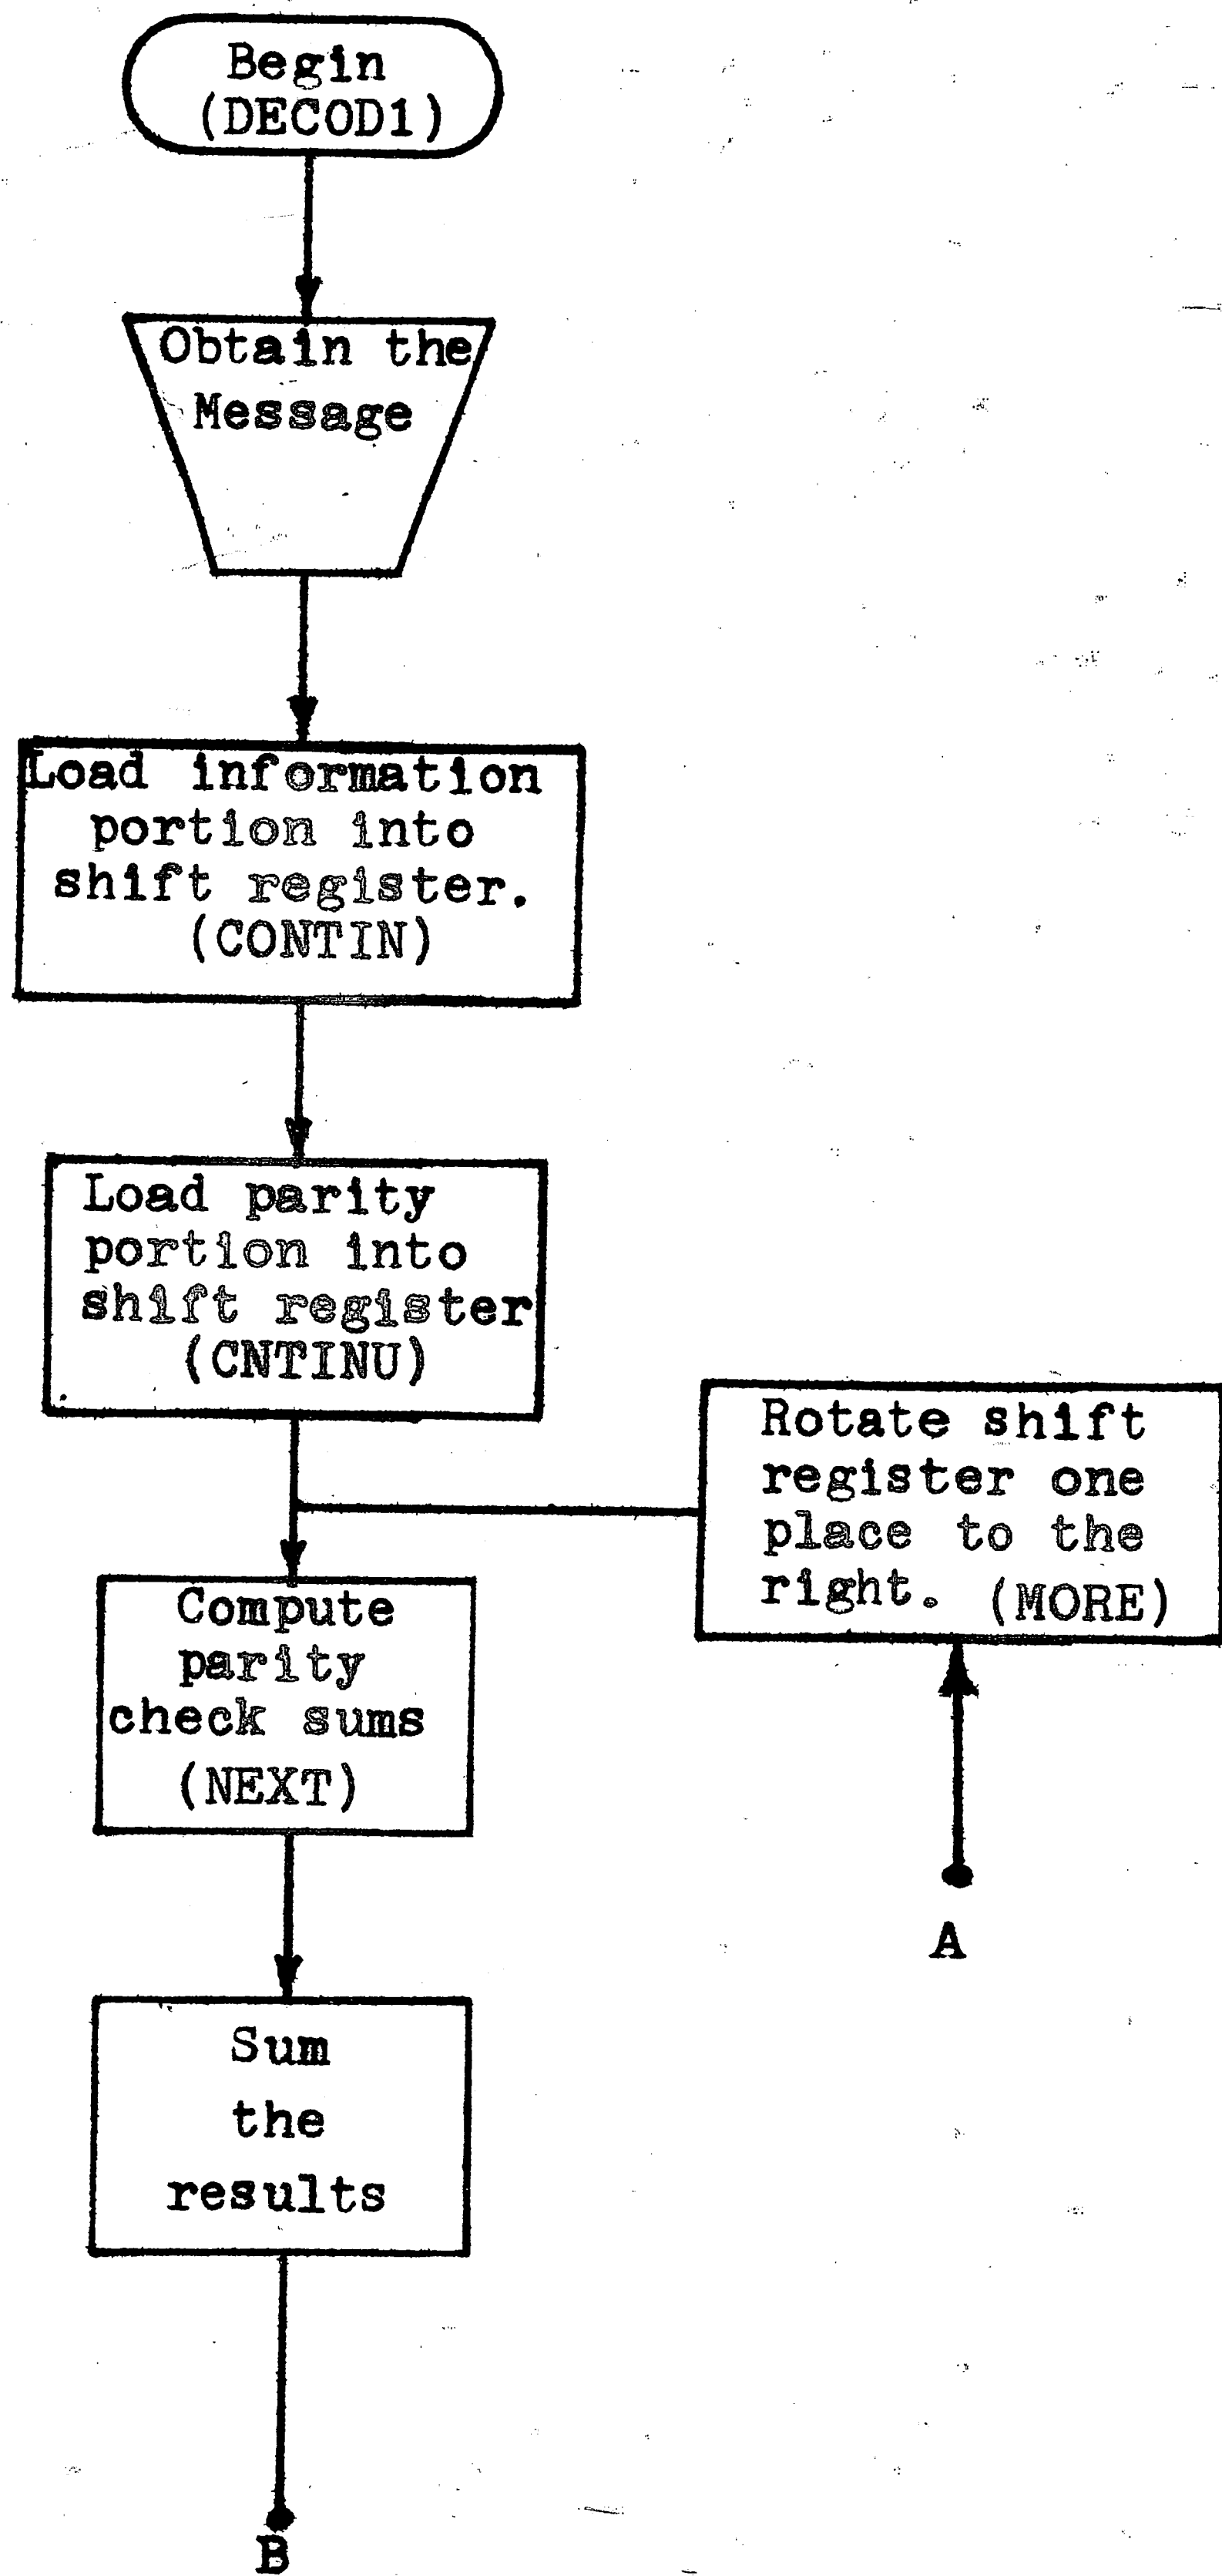 Begin
(DECOD1)
Obtain the
Message
Load information
portion into
shift register.
(CONTIN)
Load parity
portion into
shift register
(CNTINU)
Rotate shift
register one
place to the
right. (MORE)
Compute
parity
check sums
(NEXT)
A
Sum
the
results
B